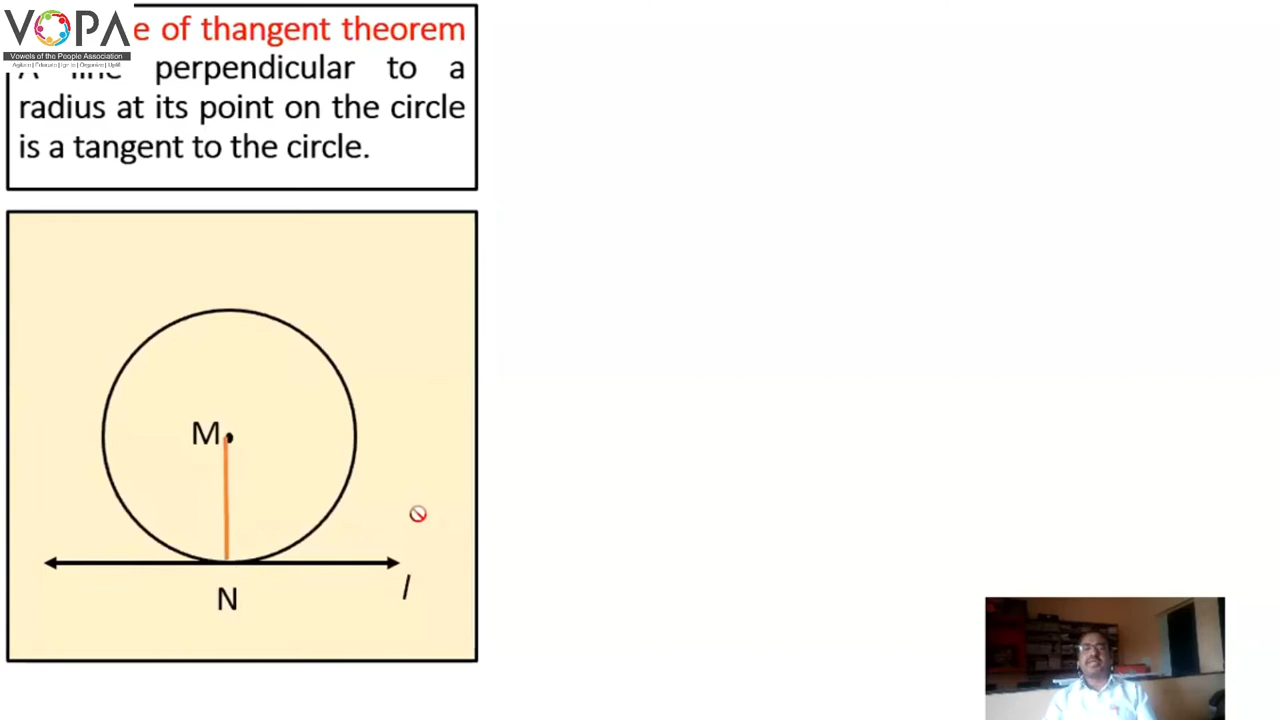 VOPA
Vowels of the People Association
e of thangent theorem
A line perpendicular to a
radius at its point on the circle
is a tangent to the circle.
M
N
l